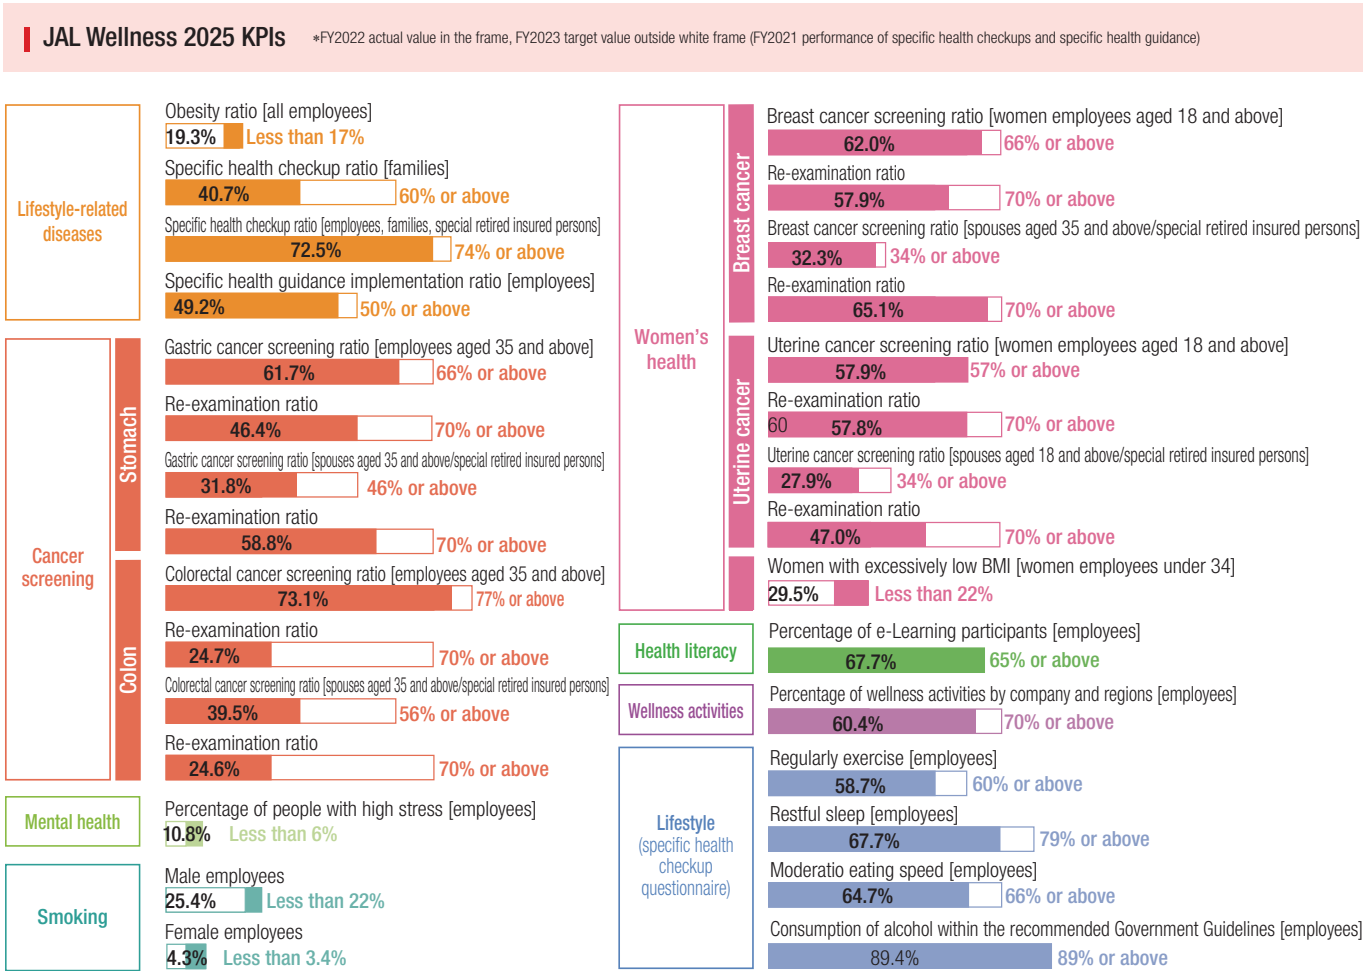 JAL Wellness 2025 KPIs
*FY2022 actual value in the frame, FY2023 target value outside white frame (FY2021 performance of specific health checkups and specific health guidance)
Lifestyle-related
diseases
Obesity ratio [all employees]
19.3% Less than 17%
Specific health checkup ratio [families]
40.7% 60% or above
Specific health checkup ratio [employees, families, special retired insured persons]
72.5% 74% or above
Specific health guidance implementation ratio [employees]
49.2% 50% or above
Cancer
screening
Stomach
Gastric cancer screening ratio [employees aged 35 and above]
61.7% 66% or above
Re-examination ratio
46.4% 70% or above
Gastric cancer screening ratio [spouses aged 35 and above/special retired insured persons]
31.8% 46% or above
Re-examination ratio
58.8% 70% or above
Colon
Colorectal cancer screening ratio [employees aged 35 and above]
73.1% 77% or above
Re-examination ratio
24.7% 70% or above
Colorectal cancer screening ratio [spouses aged 35 and above/special retired insured persons]
39.5% 56% or above
Re-examination ratio
24.6% 70% or above
Mental health
Percentage of people with high stress [employees]
10.8% Less than 6%
Smoking
Male employees
25.4% Less than 22%
Female employees
4.3% Less than 3.4%
Women's
health
Breast cancer
Breast cancer screening ratio [women employees aged 18 and above]
62.0% 66% or above
Re-examination ratio
57.9% 70% or above
Breast cancer screening ratio [spouses aged 35 and above/special retired insured persons]
32.3% 34% or above
Re-examination ratio
65.1% 70% or above
Uterine cancer
Uterine cancer screening ratio [women employees aged 18 and above]
57.9% 57% or above
Re-examination ratio
60 57.8% 70% or above
Uterine cancer screening ratio [spouses aged 18 and above/special retired insured persons]
27.9% 34% or above
Re-examination ratio
47.0% 70% or above
Women with excessively low BMI [women employees under 34]
29.5% Less than 22%
Health literacy
Percentage of e-Learning participants [employees]
67.7% 65% or above
Wellness activities
Percentage of wellness activities by company and regions [employees]
60.4% 70% or above
Lifestyle
(specific health
checkup
questionnaire)
Regularly exercise [employees]
58.7% 60% or above
Restful sleep [employees]
67.7% 79% or above
Moderatio eating speed [employees]
64.7% 66% or above
Consumption of alcohol within the recommended Government Guidelines [employees]
89.4% 89% or above